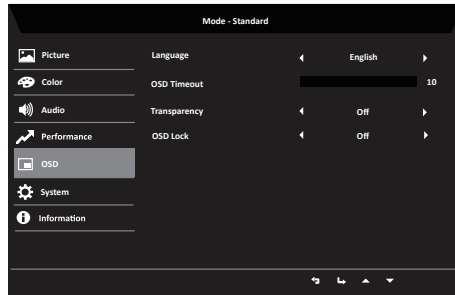 Mode - Standard
Picture
Language
English
Color
OSD Timeout
10
Audio
Transparency
Off
Performance
OSD Lock
Off
OSD
System
Information